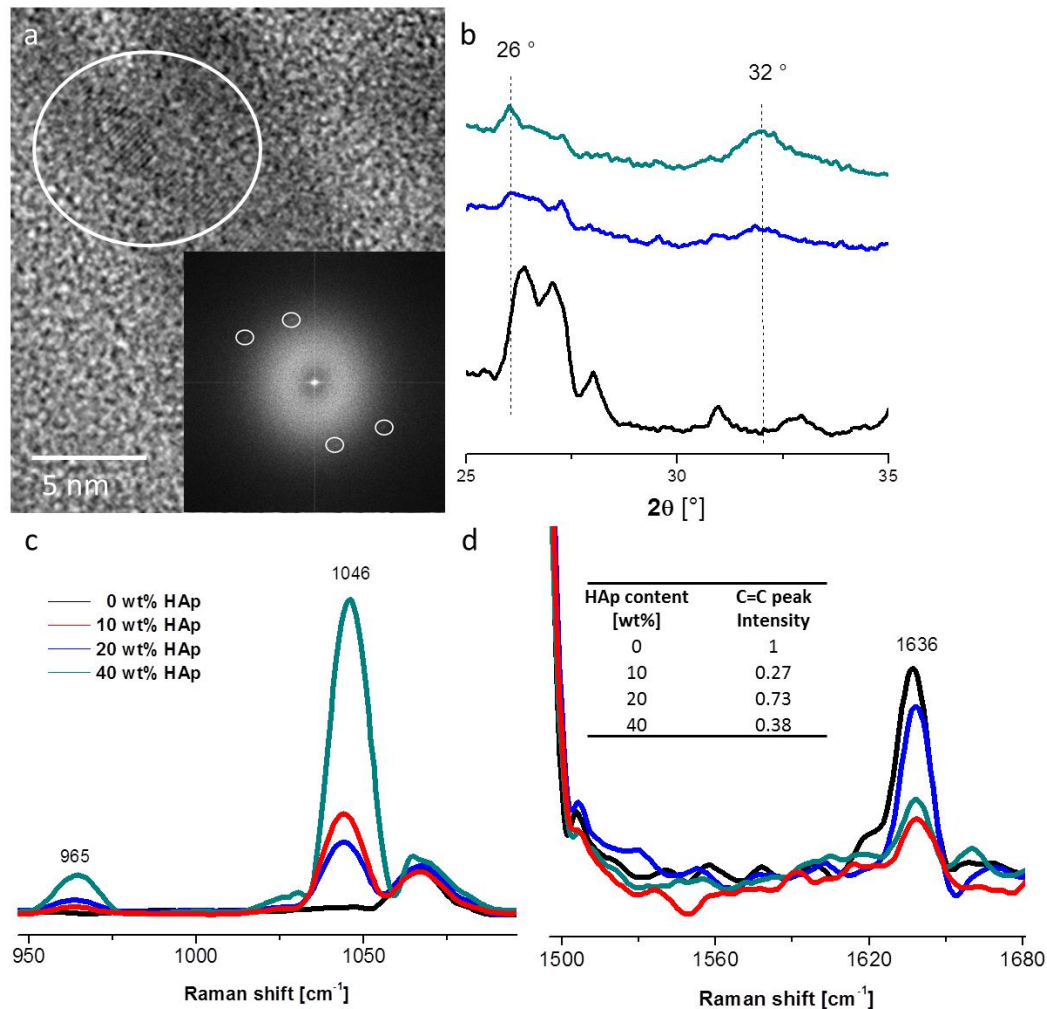 a
5 nm
b
26 °
32 °
25
30
35
2θ [°]
c
0 wt% HAp
10 wt% HAp
20 wt% HAp
40 wt% HAp
965
1046
950
1000
1050
Raman shift [cm⁻¹]
d
HAp content C=C peak
[wt%] Intensity
0 1
10 0.27
20 0.73
40 0.38
1636
1500
1560
1620
1680
Raman shift [cm⁻¹]